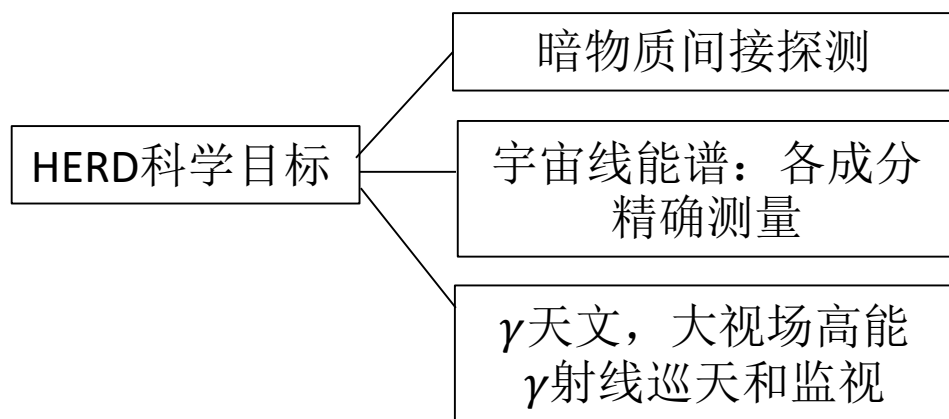 暗物质间接探测
HERD科学目标
宇宙线能谱：各成分
精确测量
γ天文，大视场高能
γ射线巡天和监视